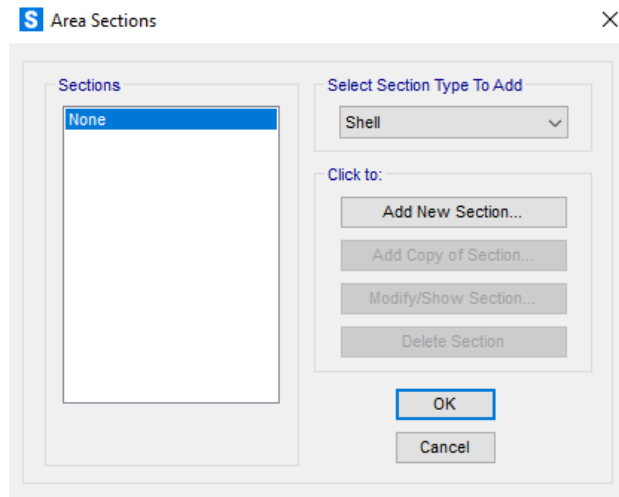 S Area Sections
Sections
None
Select Section Type To Add
Shell
Click to:
Add New Section...
Add Copy of Section...
Modify/Show Section...
Delete Section
OK
Cancel